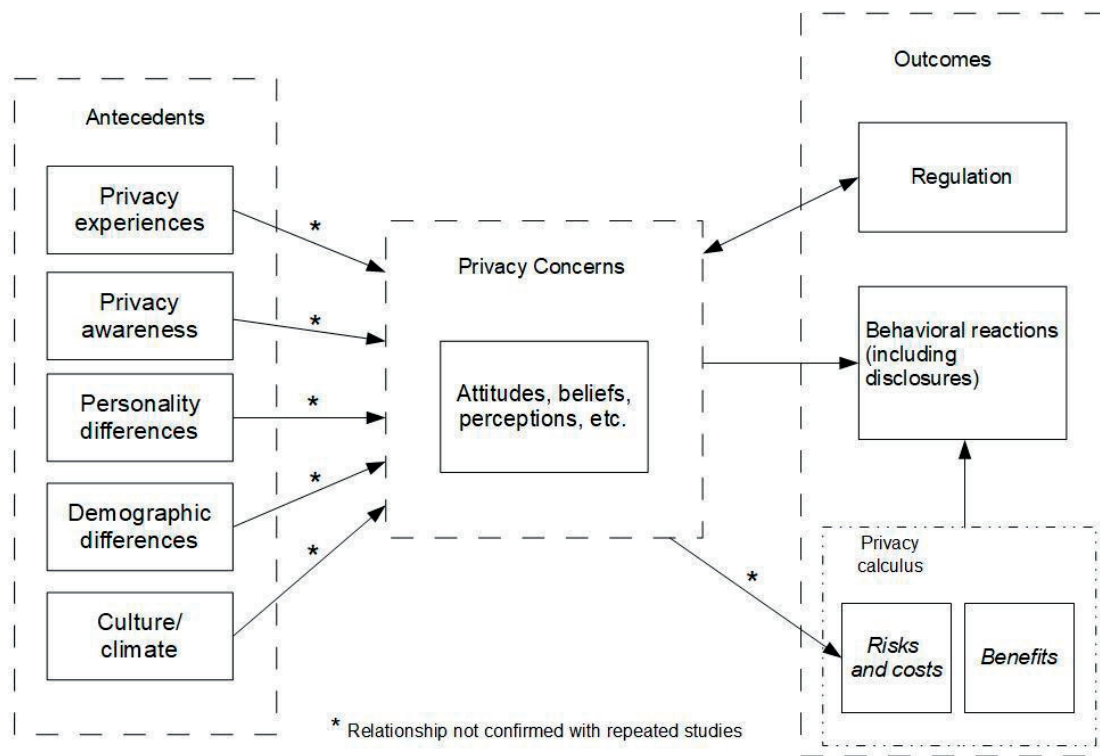 Antecedents
Privacy
experiences
Privacy
awareness
Personality
differences
Demographic
differences
Culture/
climate
*
*
*
*
*
Privacy Concerns
Attitudes, beliefs,
perceptions, etc.
*
Outcomes
Regulation
Behavioral reactions
(including
disclosures)
Privacy
calculus
Risks
and costs
Benefits
* Relationship not confirmed with repeated studies